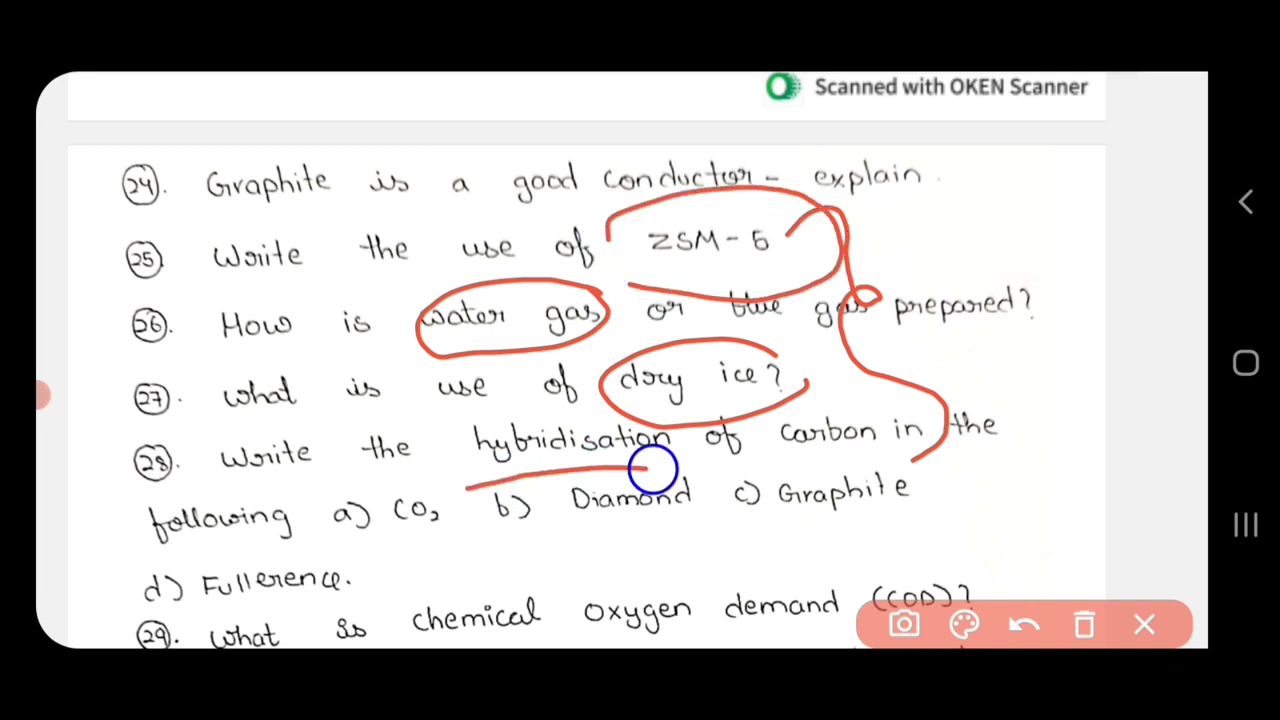 Scanned with OKEN Scanner
24. Graphite is a good conductor - explain.
25. Write the use of ZSM-5
26. How is water gas or blue gas prepared?
27. What is use of dry ice?
28. Write the hybridisation of carbon in the
following a) CO₂ b) Diamond c) Graphite
d) Fullerence.
29. What is chemical oxygen demand (COD)?